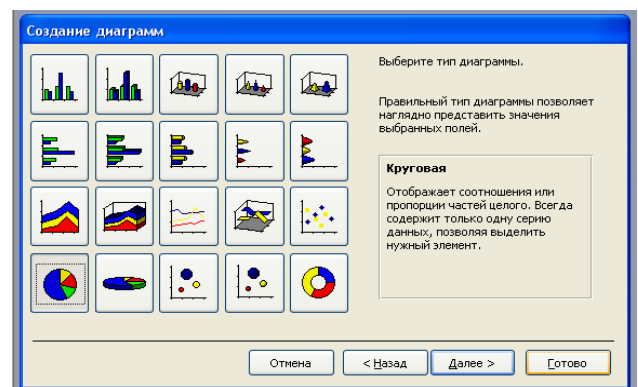 Создание диаграмм
Выберите тип диаграммы.
Правильный тип диаграммы позволяет
наглядно представить значения
выбранных полей.
Круговая
Отображает соотношения или
пропорции частей целого. Всегда
содержит только одну серию
данных, позволяя выделить
нужный элемент.
Отмена
< Назад
Далее >
Готово